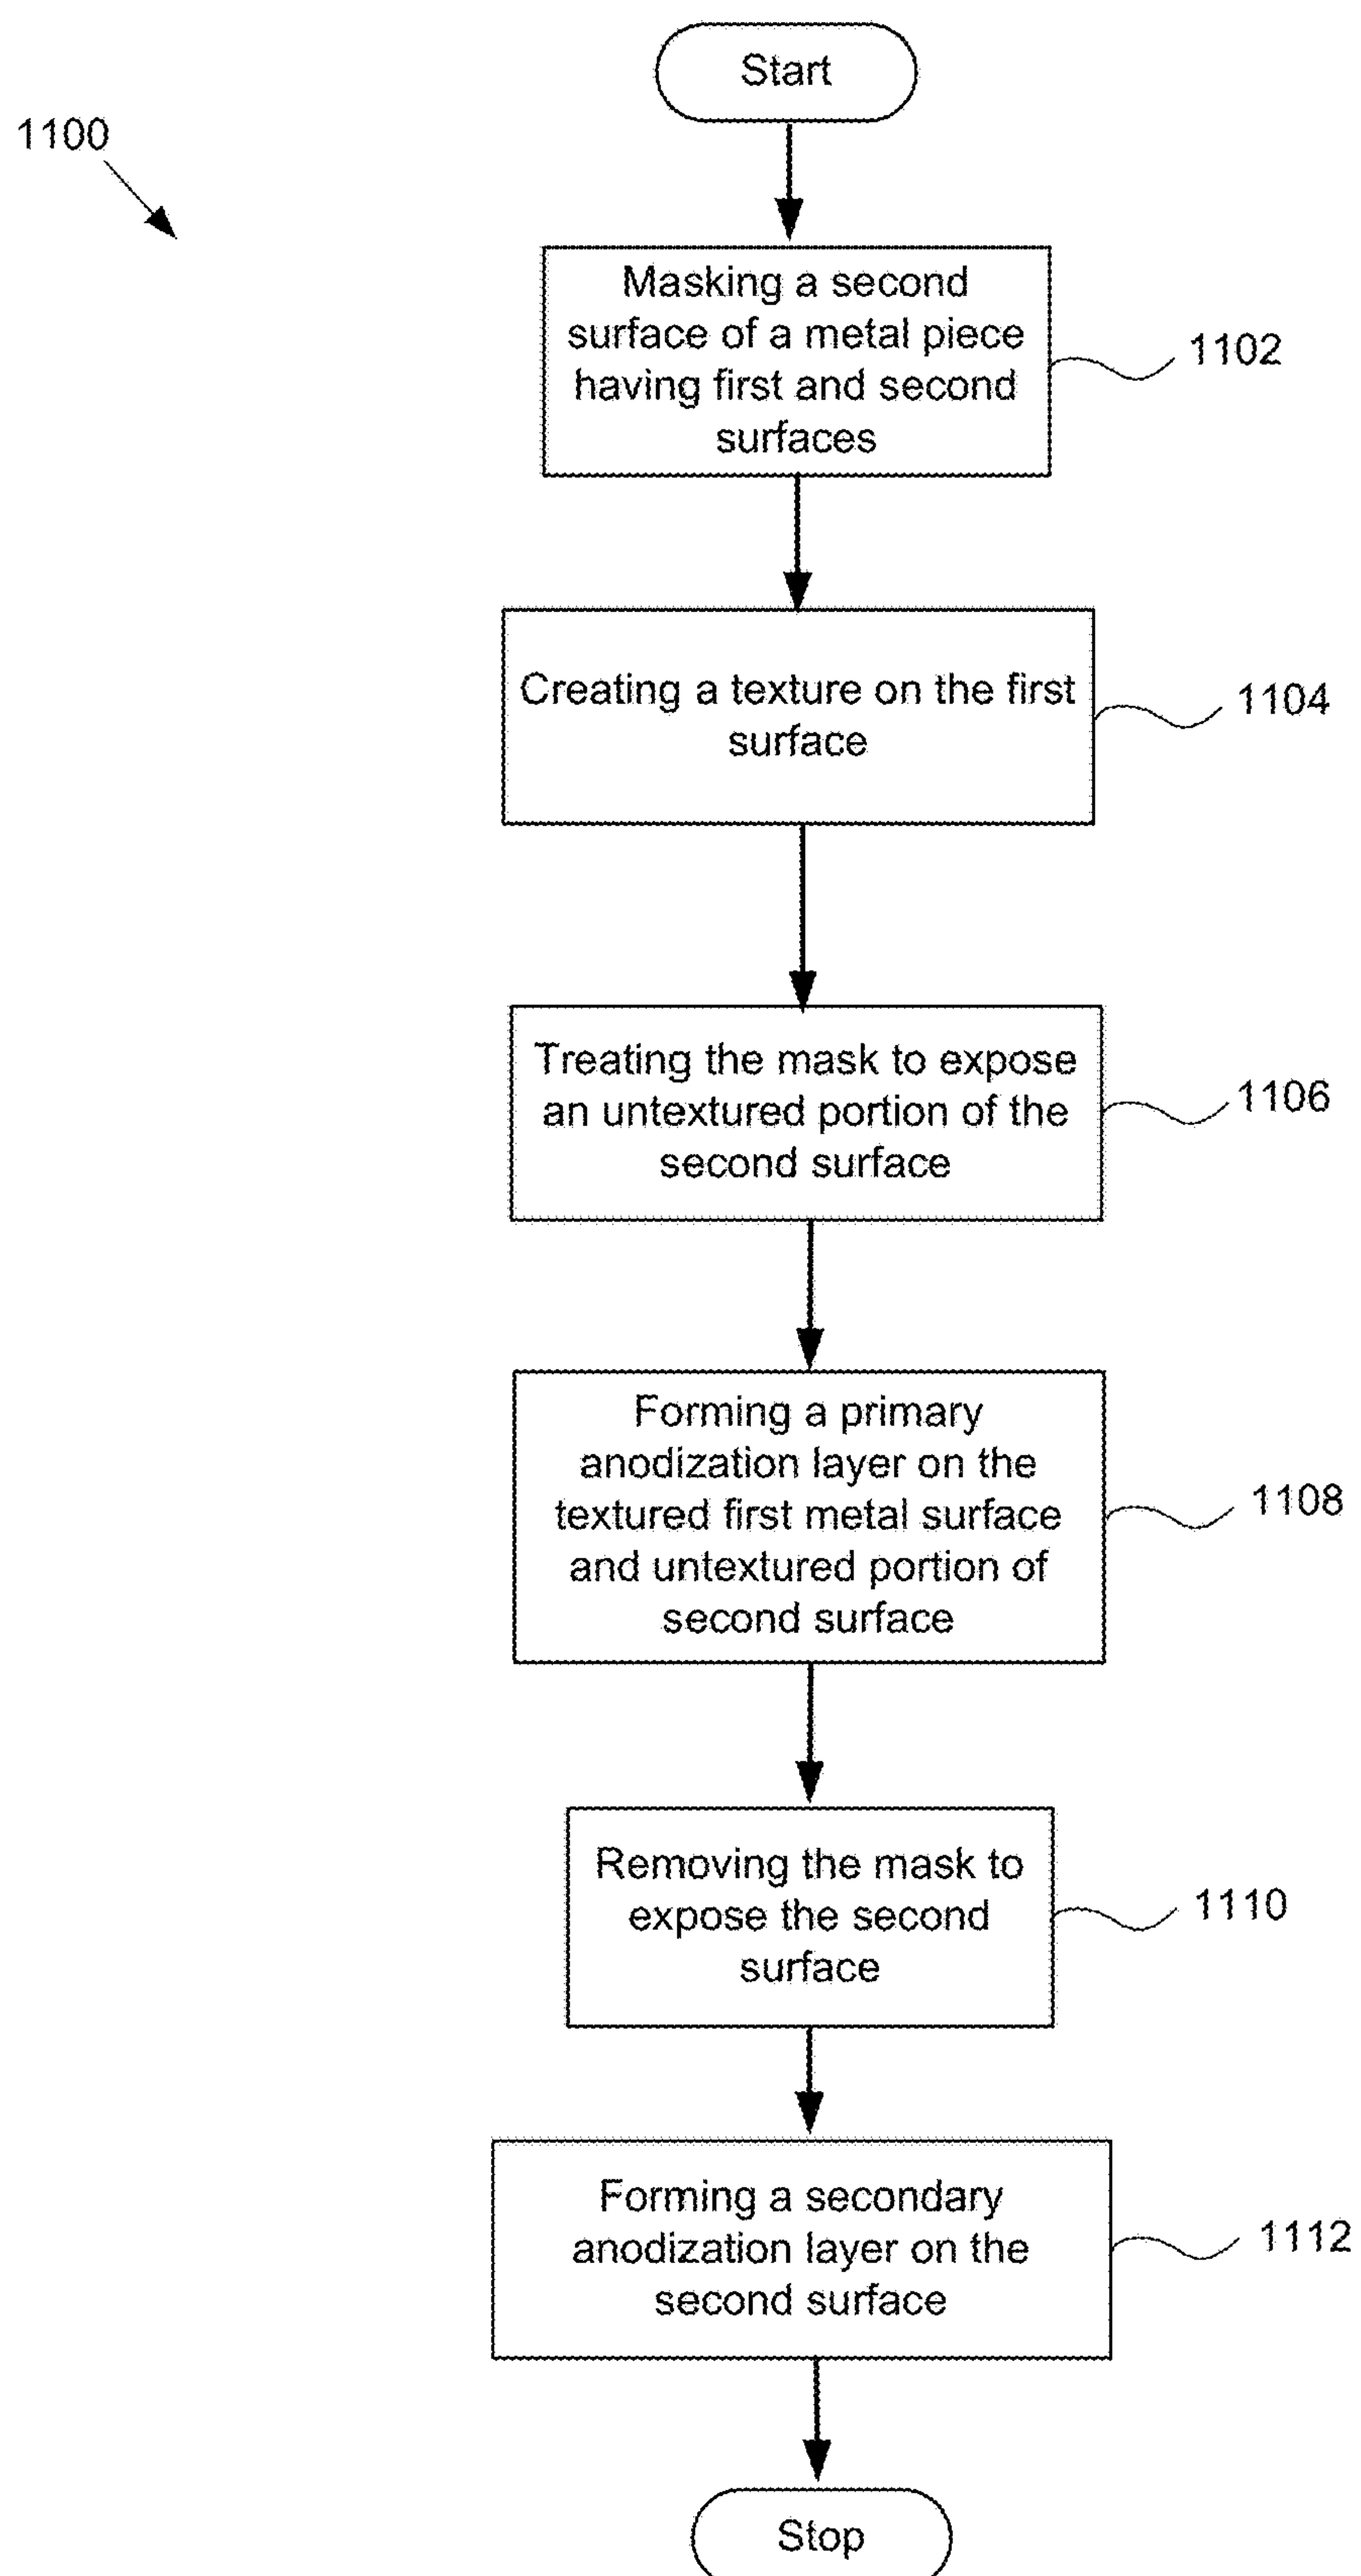 Start
1100
Masking a second
surface of a metal piece
having first and second
surfaces
1102
Creating a texture on the first
surface
1104
Treating the mask to expose
an untextured portion of the
second surface
1106
Forming a primary
anodization layer on the
textured first metal surface
and untextured portion of
second surface
1108
Removing the mask to
expose the second
surface
1110
Forming a secondary
anodization layer on the
second surface
1112
Stop